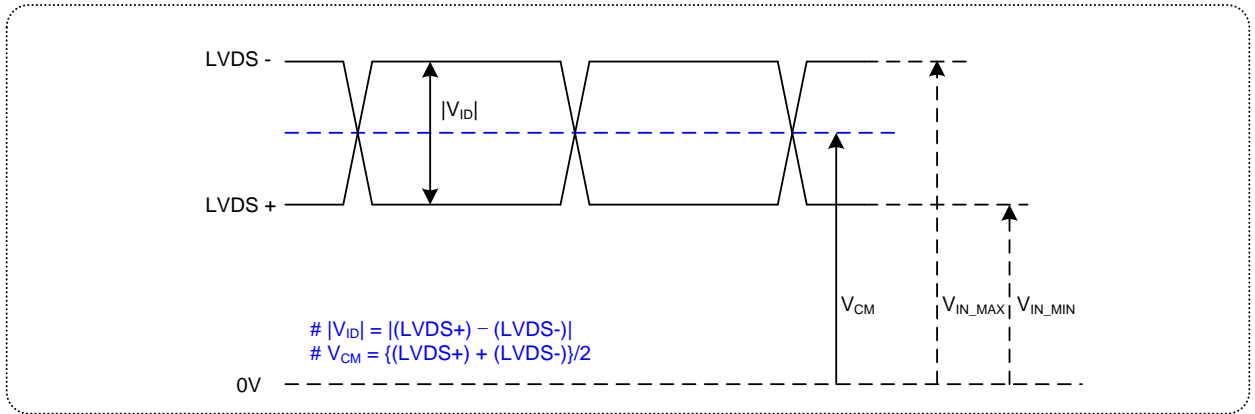 LVDS -
|VID|
LVDS +
VCM
VIN_MAX
VIN_MIN
# |VID| = |(LVDS+) – (LVDS-)|
# VCM = {(LVDS+) + (LVDS-)}/2
0V